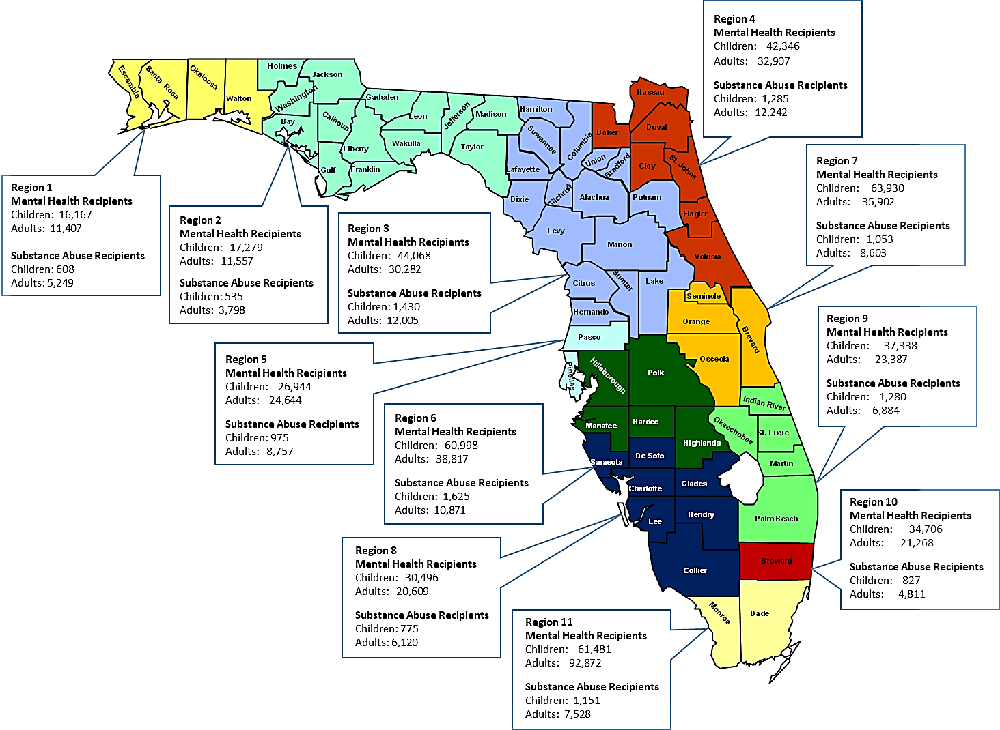 Region 4
Mental Health Recipients
Children: 42,346
Adults: 32,907
Substance Abuse Recipients
Children: 1,285
Adults: 12,242
Region 7
Mental Health Recipients
Children: 63,930
Adults: 35,902
Substance Abuse Recipients
Children: 1,053
Adults: 8,603
Region 1
Mental Health Recipients
Children: 16,167
Adults: 11,407
Substance Abuse Recipients
Children: 608
Adults: 5,249
Region 2
Mental Health Recipients
Children: 17,279
Adults: 11,557
Substance Abuse Recipients
Children: 535
Adults: 3,798
Region 3
Mental Health Recipients
Children: 44,068
Adults: 30,282
Substance Abuse Recipients
Children: 1,430
Adults: 12,005
Region 9
Mental Health Recipients
Children: 37,338
Adults: 23,387
Substance Abuse Recipients
Children: 1,280
Adults: 6,884
Region 5
Mental Health Recipients
Children: 26,944
Adults: 24,644
Substance Abuse Recipients
Children: 975
Adults: 8,757
Region 6
Mental Health Recipients
Children: 60,998
Adults: 38,817
Substance Abuse Recipients
Children: 1,625
Adults: 10,871
Region 10
Mental Health Recipients
Children: 34,706
Adults: 21,268
Substance Abuse Recipients
Children: 827
Adults: 4,811
Region 8
Mental Health Recipients
Children: 30,496
Adults: 20,609
Substance Abuse Recipients
Children: 775
Adults: 6,120
Region 11
Mental Health Recipients
Children: 61,481
Adults: 92,872
Substance Abuse Recipients
Children: 1,151
Adults: 7,528
Escambia
Santa Rosa
Okaloosa
Walton
Holmes
Jackson
Washington
Bay
Calhoun
Gulf
Gadsden
Liberty
Franklin
Leon
Wakulla
Jefferson
Madison
Taylor
Hamilton
Suwannee
Columbia
Lafayette
Dixie
Gilchrist
Union
Bradford
Alachua
Putnam
Levy
Marion
Citrus
Sumter
Lake
Hernando
Baker
Nassau
Duval
Clay
St. Johns
Flagler
Volusia
Seminole
Orange
Osceola
Brevard
Pasco
Pinellas
Hillsborough
Polk
Manatee
Hardee
Highlands
Sarasota
De Soto
Charlotte
Glades
Lee
Hendry
Collier
Indian River
Okeechobee
St. Lucie
Martin
Palm Beach
Broward
Dade
Monroe